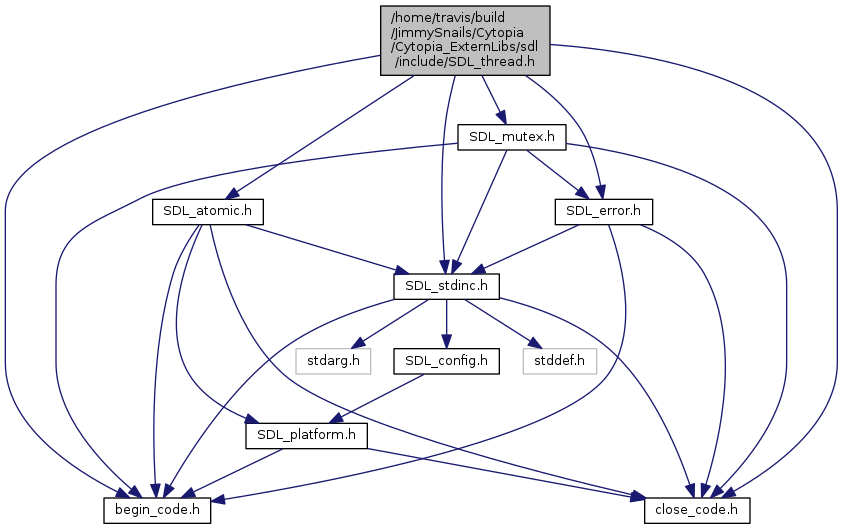 /home/travis/build
/JimmySnails/Cytopia
/Cytopia_ExternLibs/sdl
/include/SDL_thread.h
SDL_mutex.h
SDL_atomic.h
SDL_error.h
SDL_stdinc.h
stdarg.h
SDL_config.h
stddef.h
SDL_platform.h
begin_code.h
close_code.h